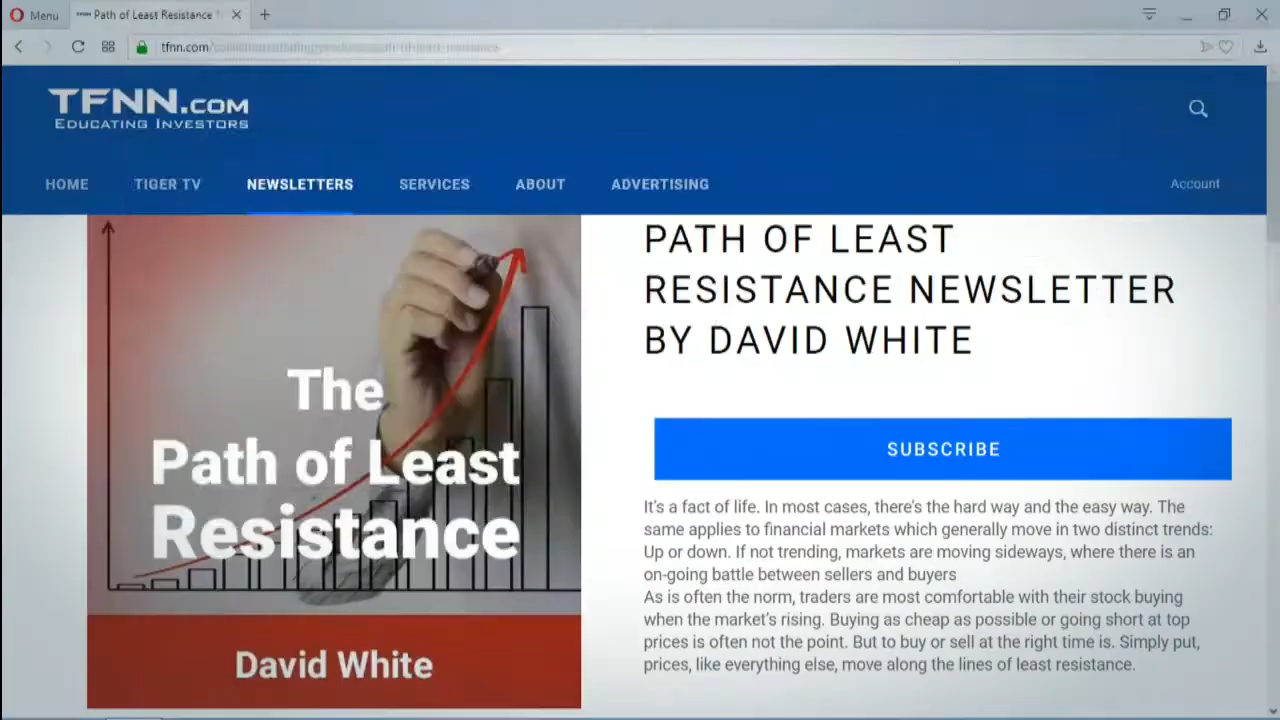 Menu
Path of Least Resistance
tfnn.com/
TFNN.COM
EDUCATING INVESTORS
HOME TIGER TV NEWSLETTERS SERVICES ABOUT ADVERTISING Account
The
Path of Least
Resistance
David White
PATH OF LEAST
RESISTANCE NEWSLETTER
BY DAVID WHITE
SUBSCRIBE
It's a fact of life. In most cases, there's the hard way and the easy way. The
same applies to financial markets which generally move in two distinct trends:
Up or down. If not trending, markets are moving sideways, where there is an
on-going battle between sellers and buyers
As is often the norm, traders are most comfortable with their stock buying
when the market's rising. Buying as cheap as possible or going short at top
prices is often not the point. But to buy or sell at the right time is. Simply put,
prices, like everything else, move along the lines of least resistance.